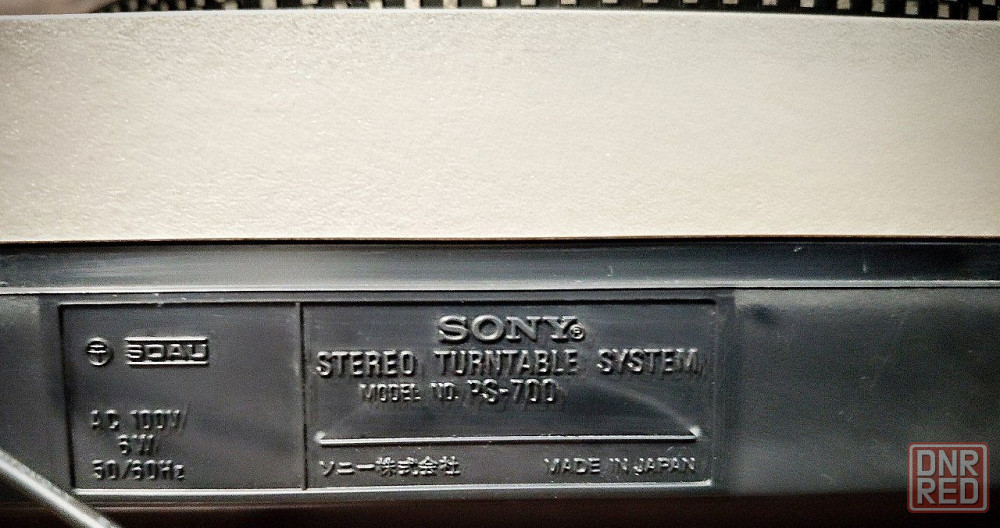 SONY®
STEREO TURNTABLE SYSTEM
MODEL NO. PS-700
AC 100V
6W
50/60Hz
ソニー株式会社
MADE IN JAPAN
DNR
RED